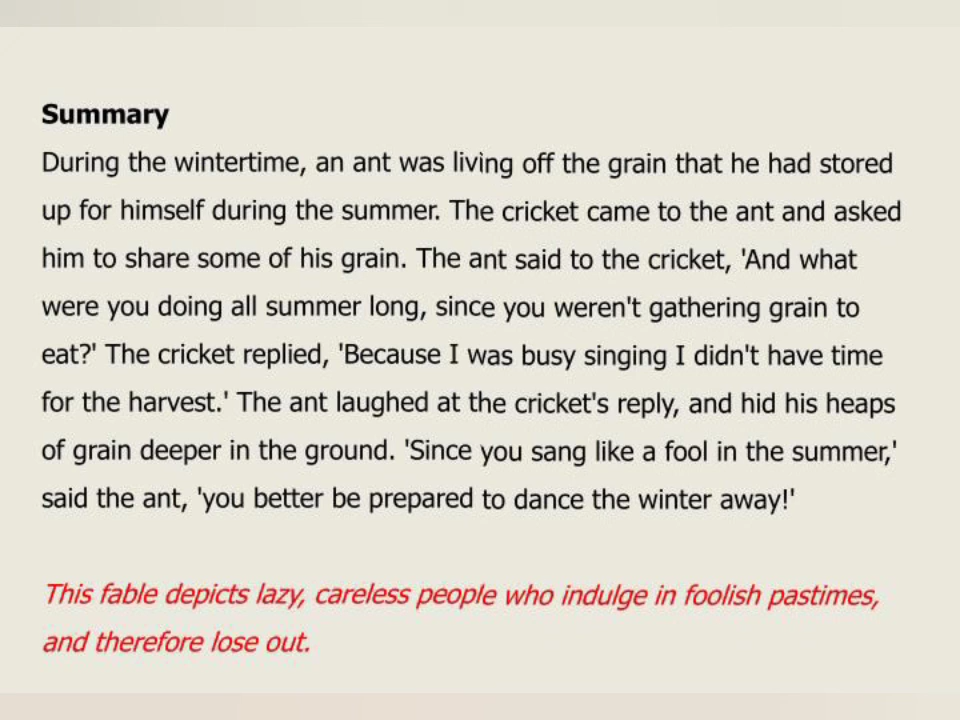 Summary
During the wintertime, an ant was living off the grain that he had stored
up for himself during the summer. The cricket came to the ant and asked
him to share some of his grain. The ant said to the cricket, 'And what
were you doing all summer long, since you weren't gathering grain to
eat?' The cricket replied, 'Because I was busy singing I didn't have time
for the harvest.' The ant laughed at the cricket's reply, and hid his heaps
of grain deeper in the ground. 'Since you sang like a fool in the summer,'
said the ant, 'you better be prepared to dance the winter away!'
This fable depicts lazy, careless people who indulge in foolish pastimes,
and therefore lose out.